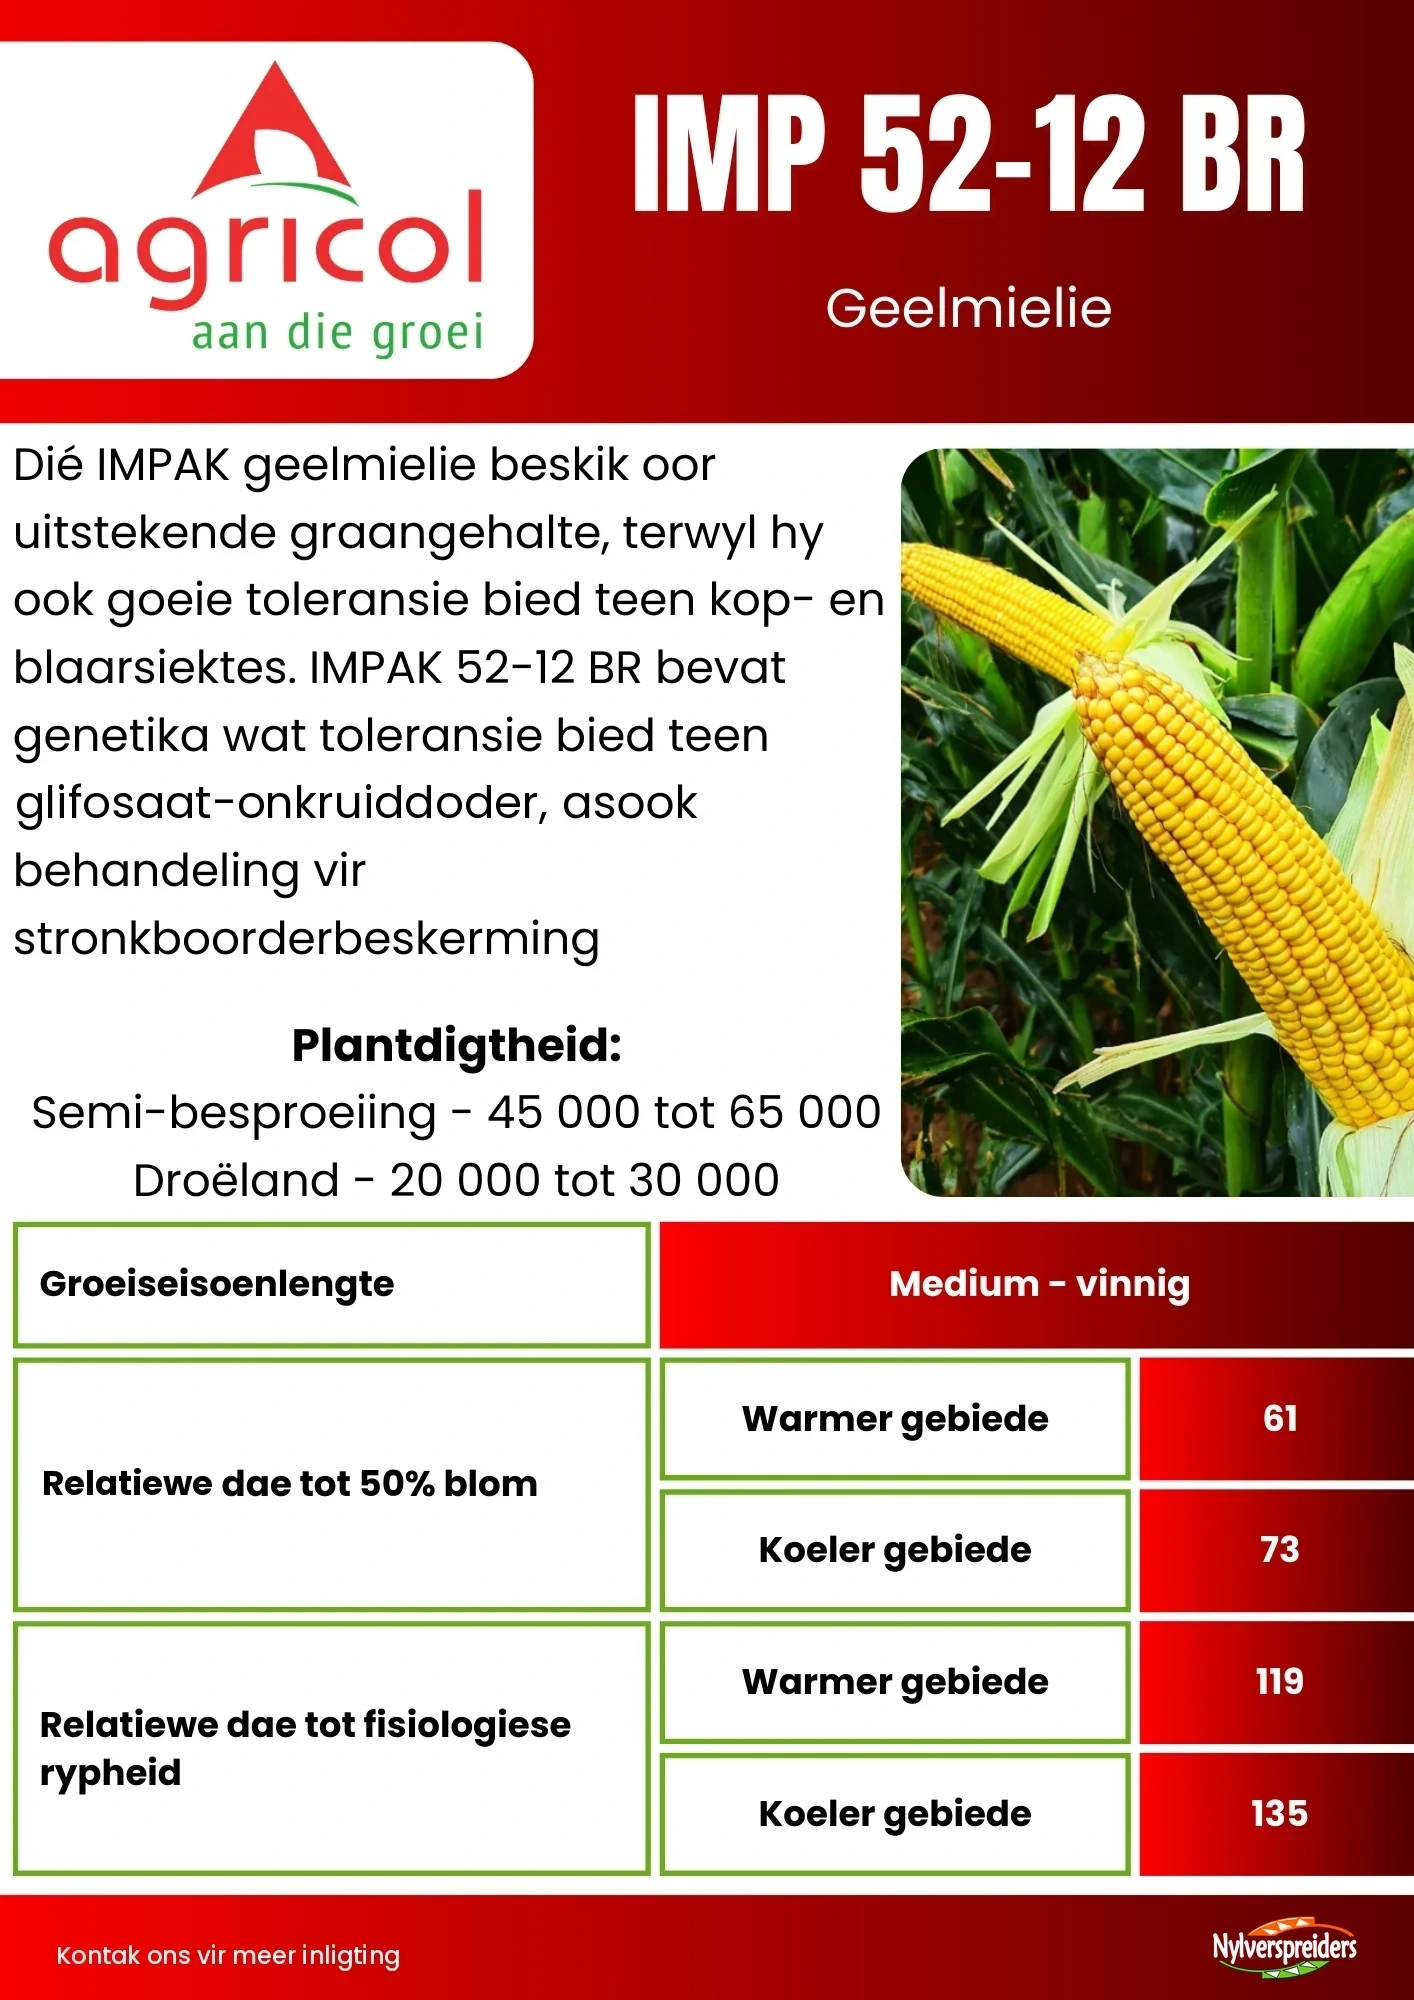 agricol
aan die groei
IMP 52-12 BR
Geelmielie
Dié IMPAK geelmielie beskik oor
uitstekende graangehalte, terwyl hy
ook goeie toleransie bied teen kop- en
blaarsiektes. IMPAK 52-12 BR bevat
genetika wat toleransie bied teen
glifosaat-onkruiddoder, asook
behandeling vir
stronkboorderbeskerming
Plantdigtheid:
Semi-besproeiing - 45 000 tot 65 000
Droëland - 20 000 tot 30 000
Groeiseisoenlengte
Medium - vinnig
Relatiewe dae tot 50% blom
Warmer gebiede
61
Koeler gebiede
73
Relatiewe dae tot fisiologiese
rypheid
Warmer gebiede
119
Koeler gebiede
135
Kontak ons vir meer inligting
Nylverspreiders